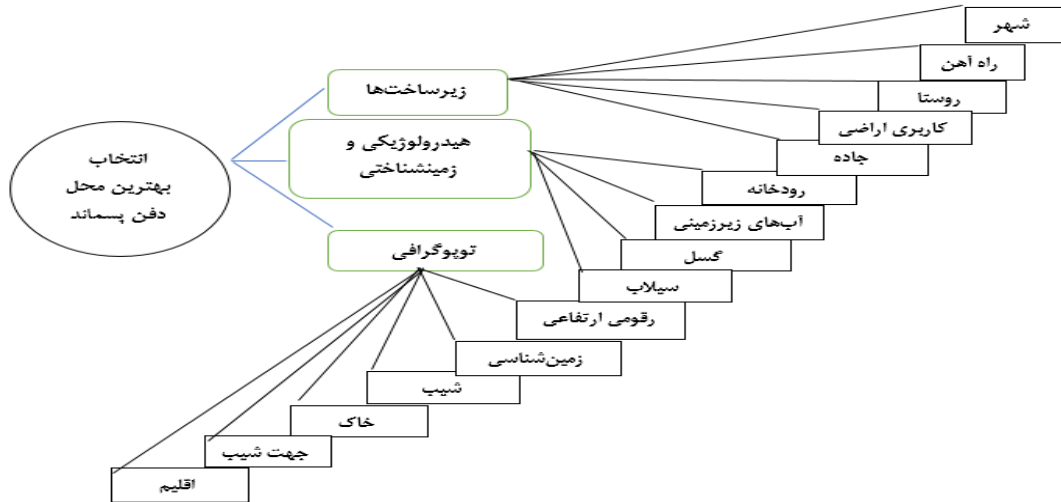 شهر
راه آهن
زیرساخت‌ها
روستا
کاربری اراضی
هیدرولوژیکی و
زمینشناختی
جاده
انتخاب
بهترین محل
دفن پسماند
رودخانه
آب‌های زیرزمینی
گسل
توپوگرافی
سیلاب
رقومی ارتفاعی
زمین‌شناسی
شیب
خاک
جهت شیب
اقلیم